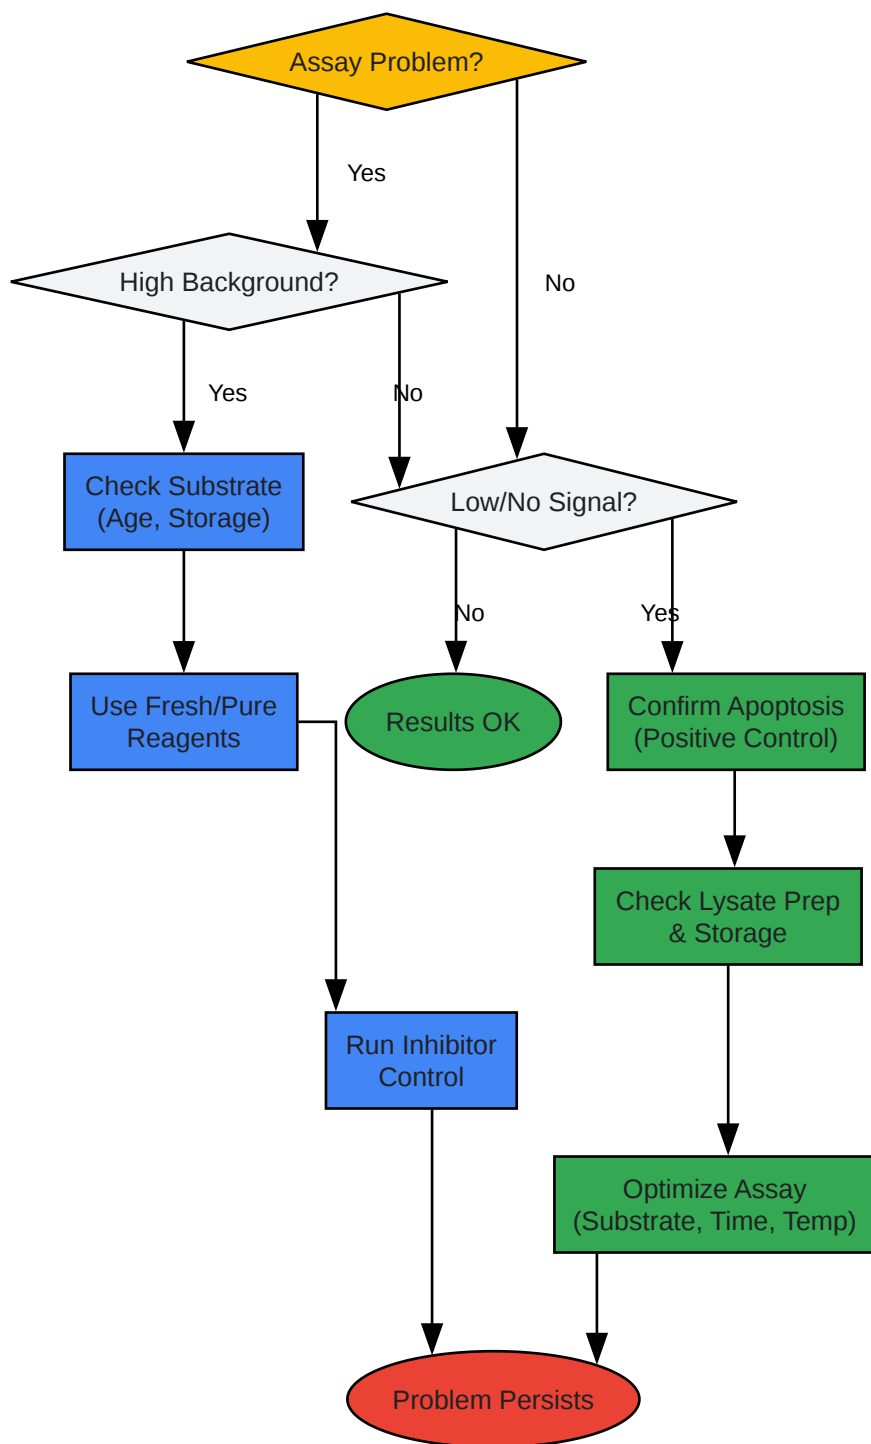 Assay Problem?
Yes
High Background?
No
Yes
No
Check Substrate
(Age, Storage)
Low/No Signal?
No
Yes
Use Fresh/Pure
Reagents
Results OK
Confirm Apoptosis
(Positive Control)
Check Lysate Prep
& Storage
Run Inhibitor
Control
Optimize Assay
(Substrate, Time, Temp)
Problem Persists